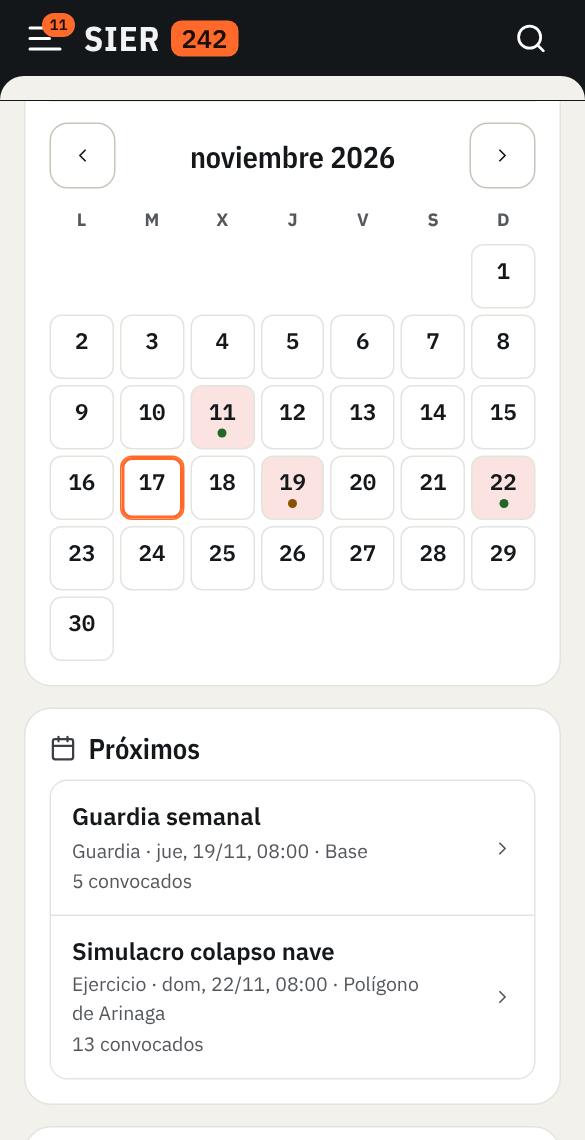 11
SIER 242
noviembre 2026
L M X J V S D
1
2 3 4 5 6 7 8
9 10 11 12 13 14 15
16 17 18 19 20 21 22
23 24 25 26 27 28 29
30
Próximos
Guardia semanal
Guardia · jue, 19/11, 08:00 · Base
5 convocados
Simulacro colapso nave
Ejercicio · dom, 22/11, 08:00 · Polígono
de Arinaga
13 convocados